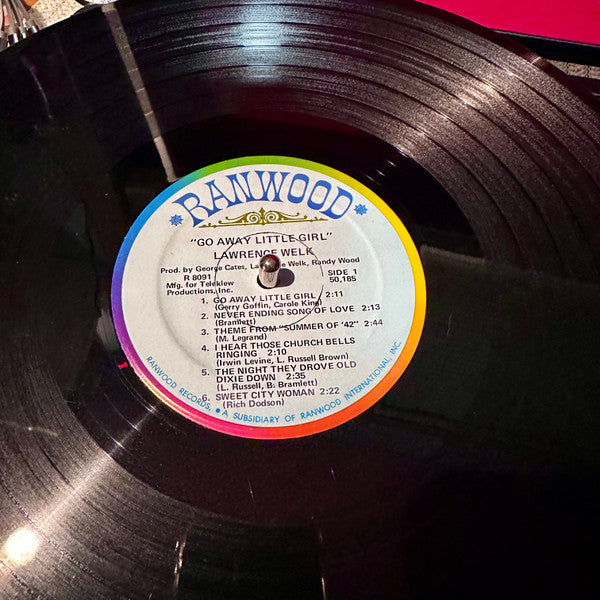 RANWOOD
"GO AWAY LITTLE GIRL"
LAWRENCE WELK
Prod. by George Cates, Welk, Randy Wood
R 8091
SIDE 1
Mfg. for Teleklew
50,185
Productions, Inc.
1. GO AWAY LITTLE GIRL 2:11
(Gerry Goffin, Carole King)
2. NEVER ENDING SONG OF LOVE 2:13
(Bramlett)
3. THEME FROM "SUMMER OF '42" 2:44
(M. Legrand)
4. I HEAR THOSE CHURCH BELLS
RINGING 2:10
(Irwin Levine, L. Russell Brown)
5. THE NIGHT THEY DROVE OLD
DIXIE DOWN 2:35
(L. Russell, B. Bramlett)
6. SWEET CITY WOMAN 2:22
(Rich Dodson)
RANWOOD RECORDS, • A SUBSIDIARY OF RANWOOD INTERNATIONAL, INC.